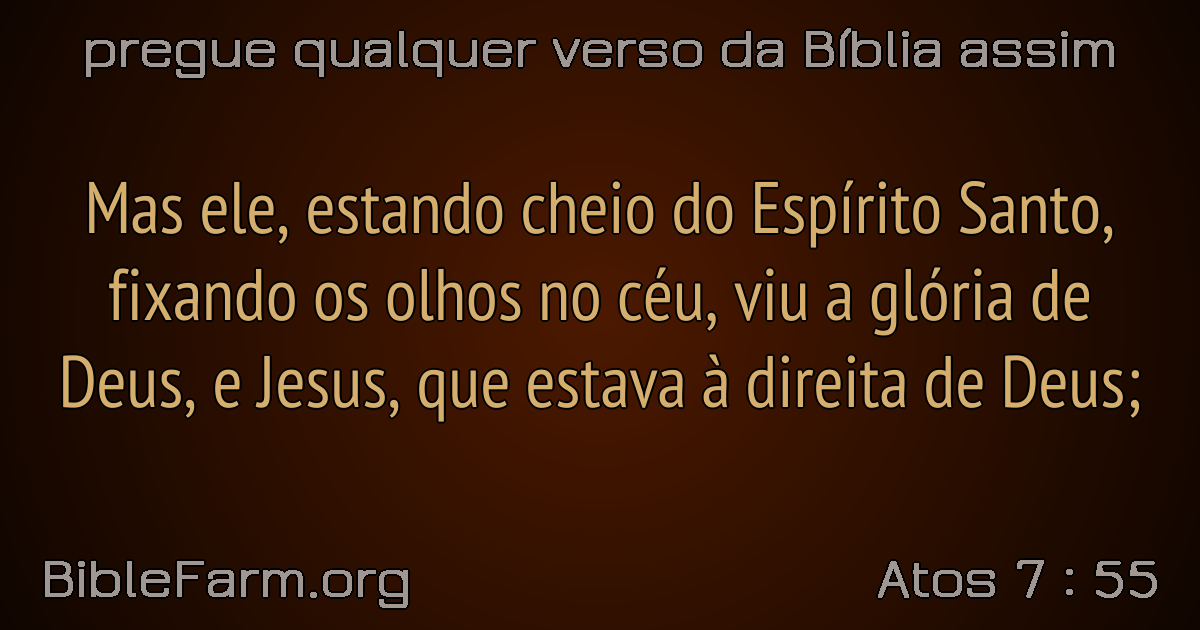 pregue qualquer verso da Bíblia assim
Mas ele, estando cheio do Espírito Santo,
fixando os olhos no céu, viu a glória de
Deus, e Jesus, que estava à direita de Deus;
BibleFarm.org
Atos 7 : 55